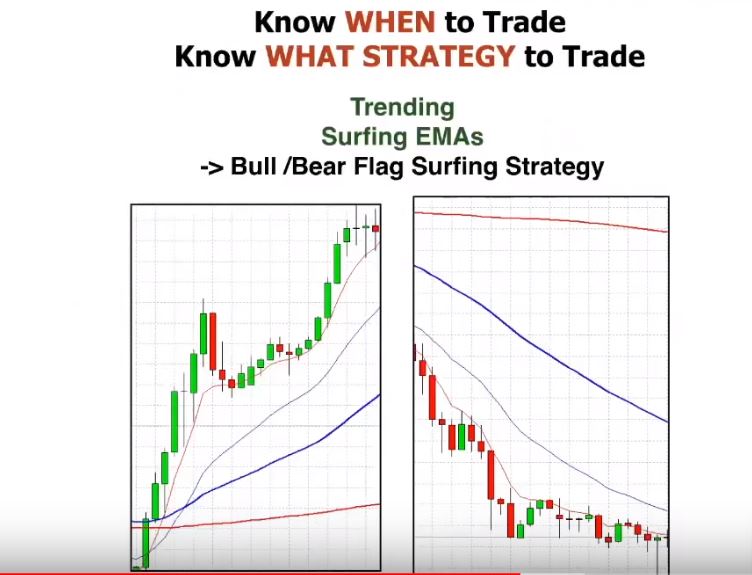 Know WHEN to Trade
Know WHAT STRATEGY to Trade
Trending
Surfing EMAs
-> Bull /Bear Flag Surfing Strategy